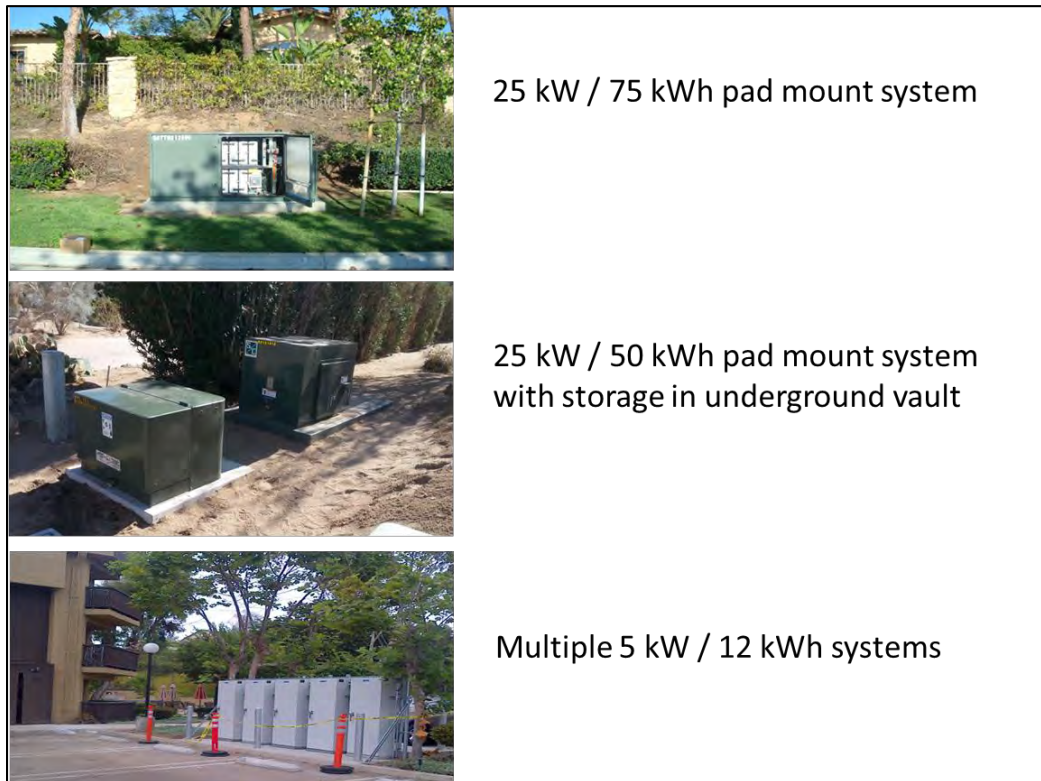 25 kW / 75 kWh pad mount system
25 kW / 50 kWh pad mount system
with storage in underground vault
Multiple 5 kW / 12 kWh systems